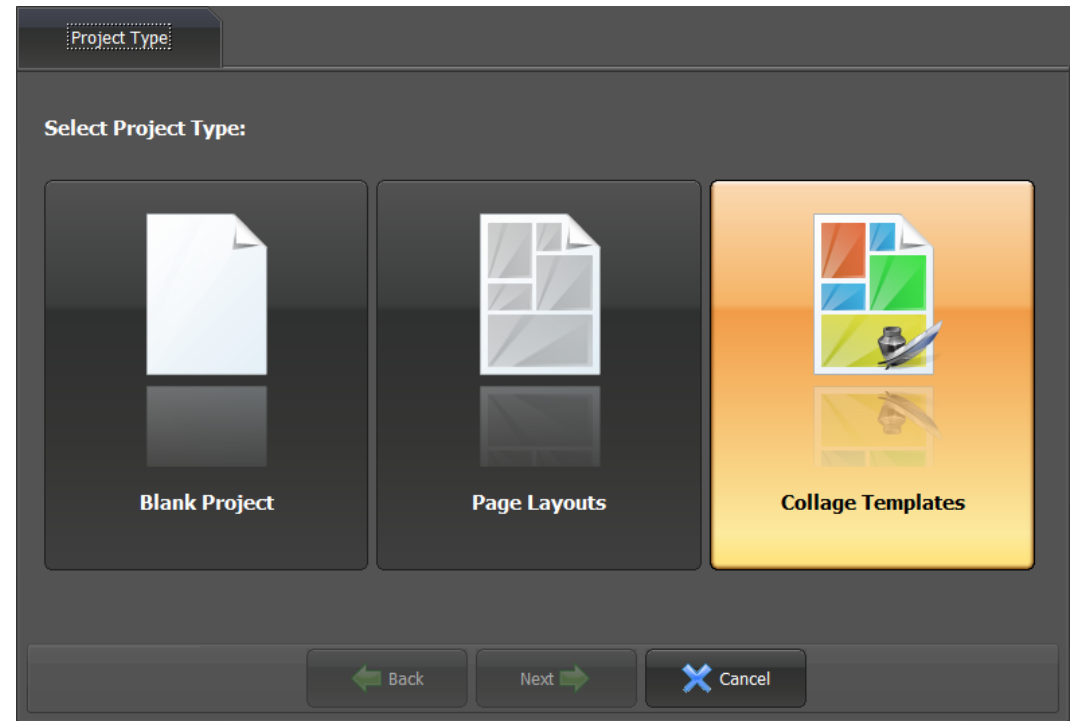 Project Type
Select Project Type:
Blank Project
Page Layouts
Collage Templates
Back
Next
Cancel